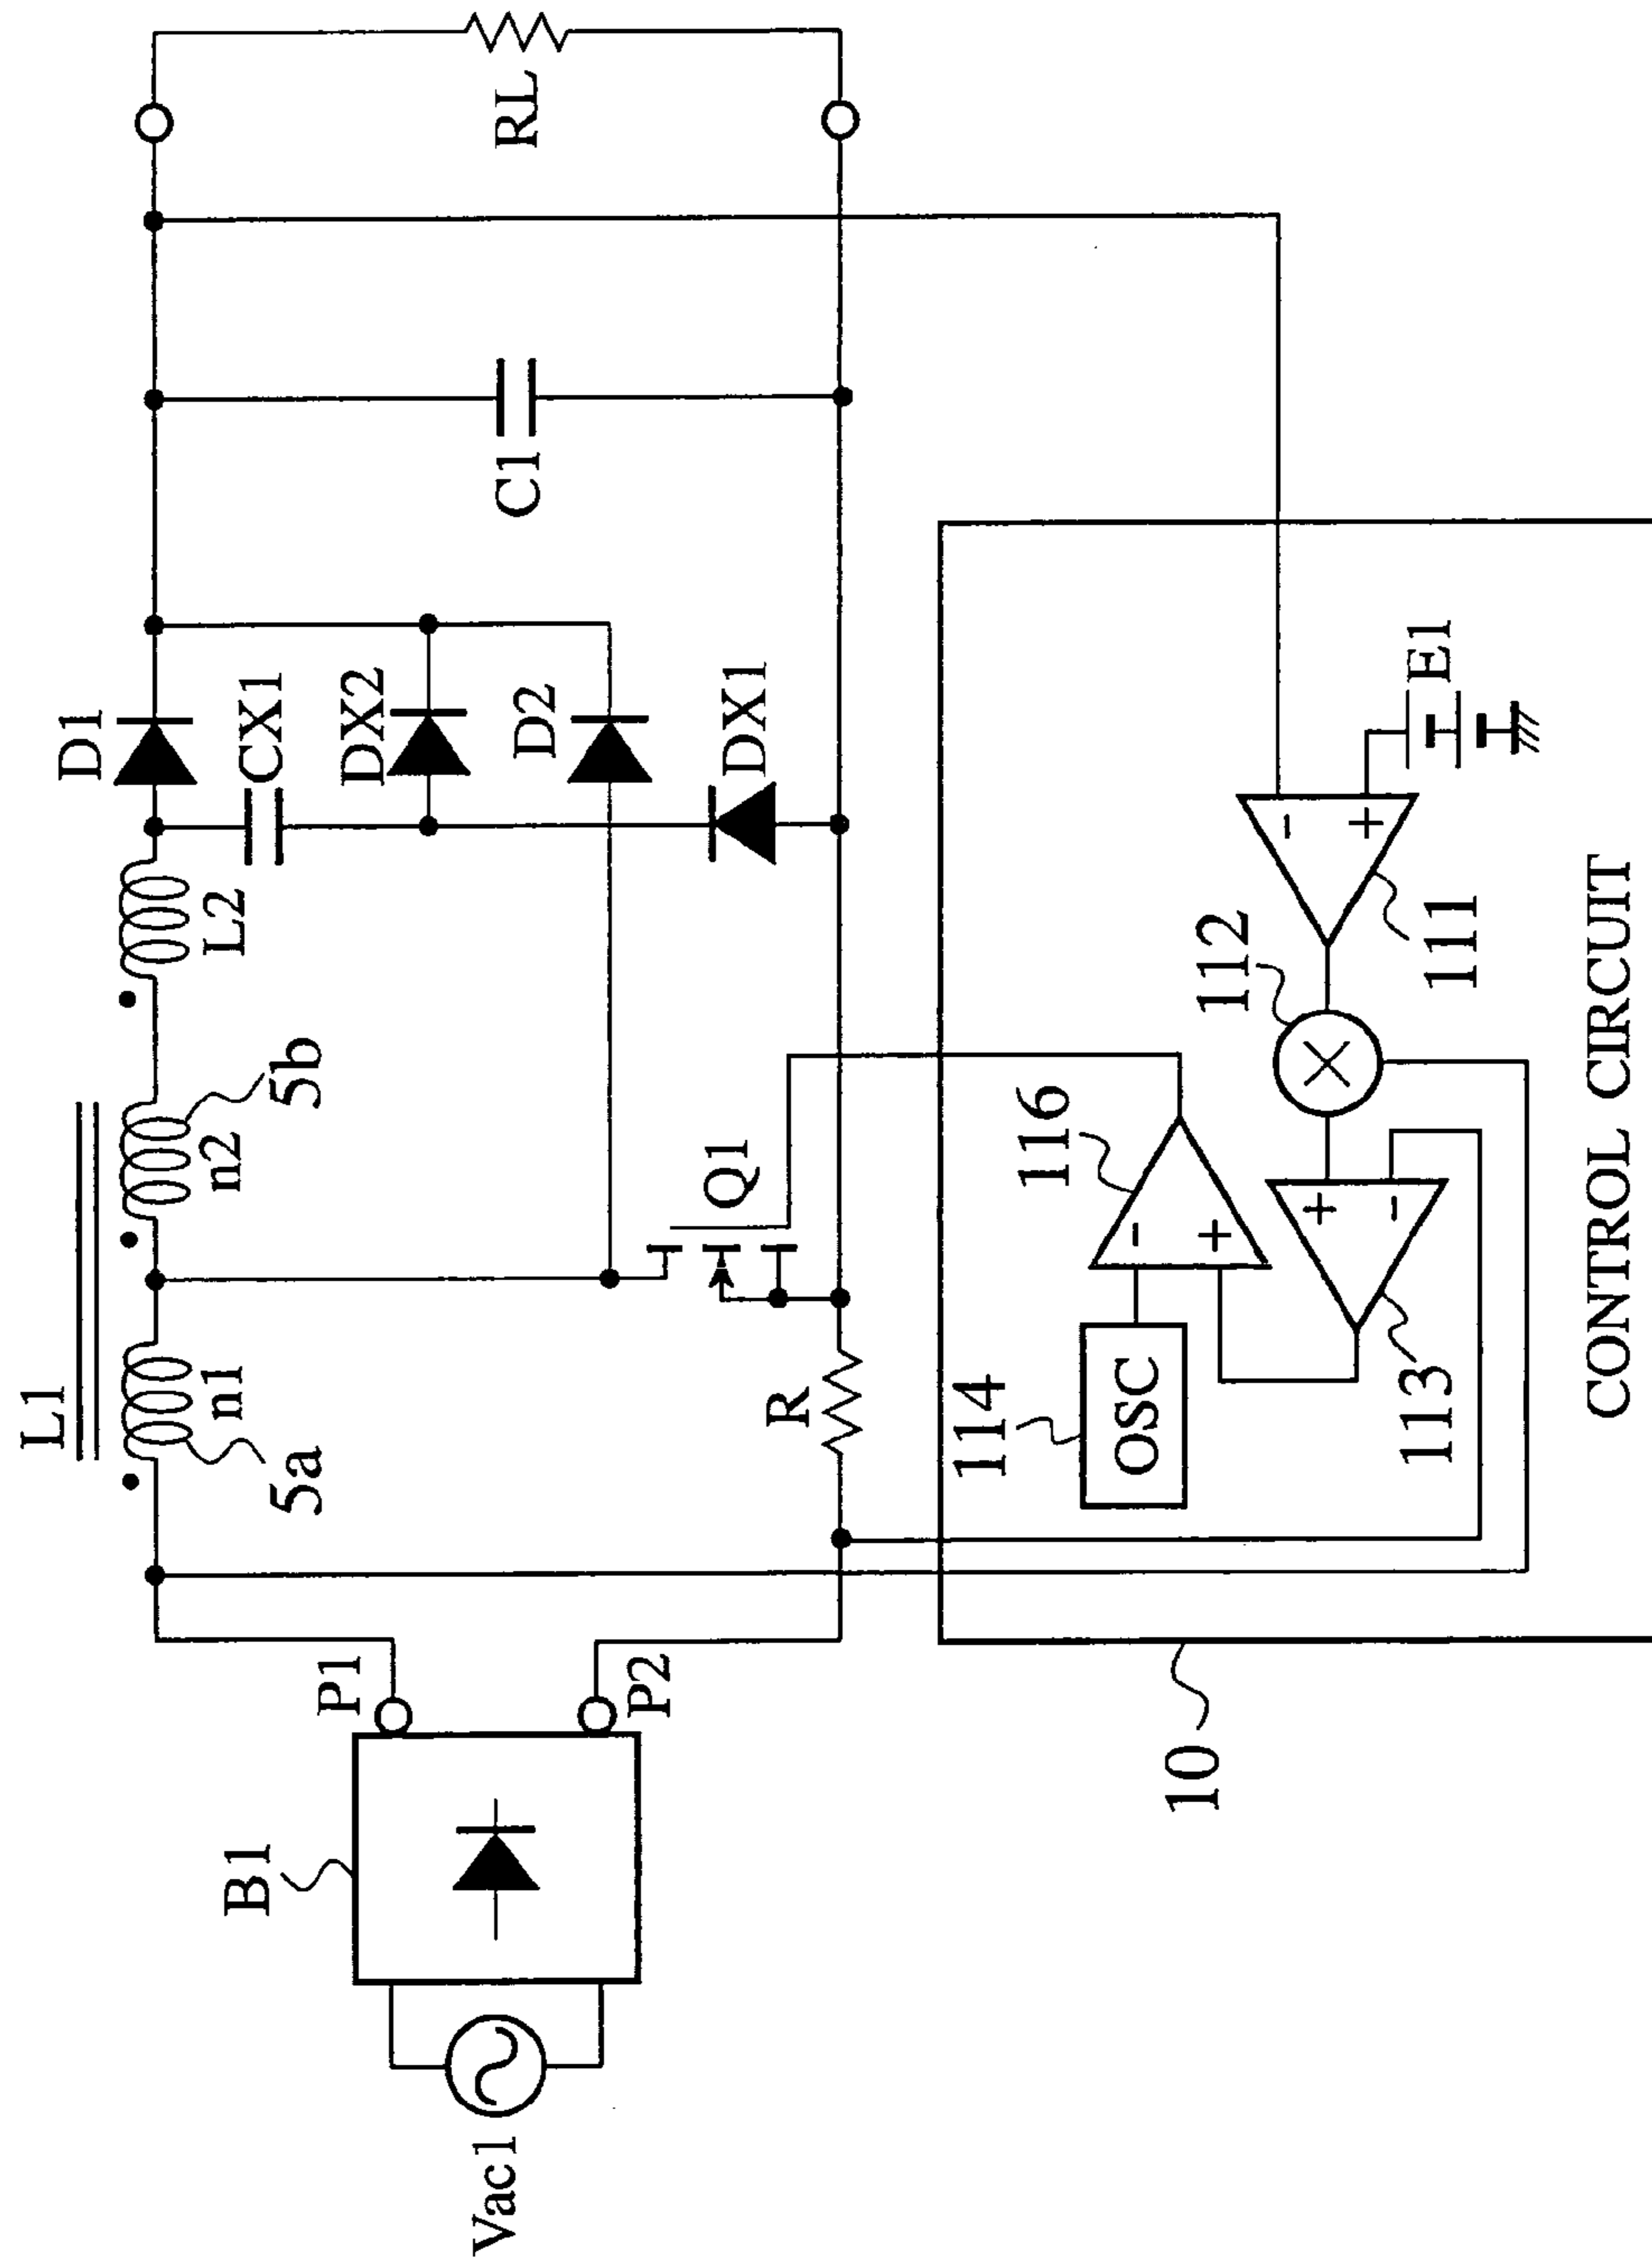 L1
D1
5a
n1
n2
5b
L2
CX1
DX2
D2
DX1
C1
RL
Vac1
B1
P1
P2
R
Q1
10
114
OSC
-
+
116
113
+
-
112
111
-
+
E1
CONTROL CIRCUIT